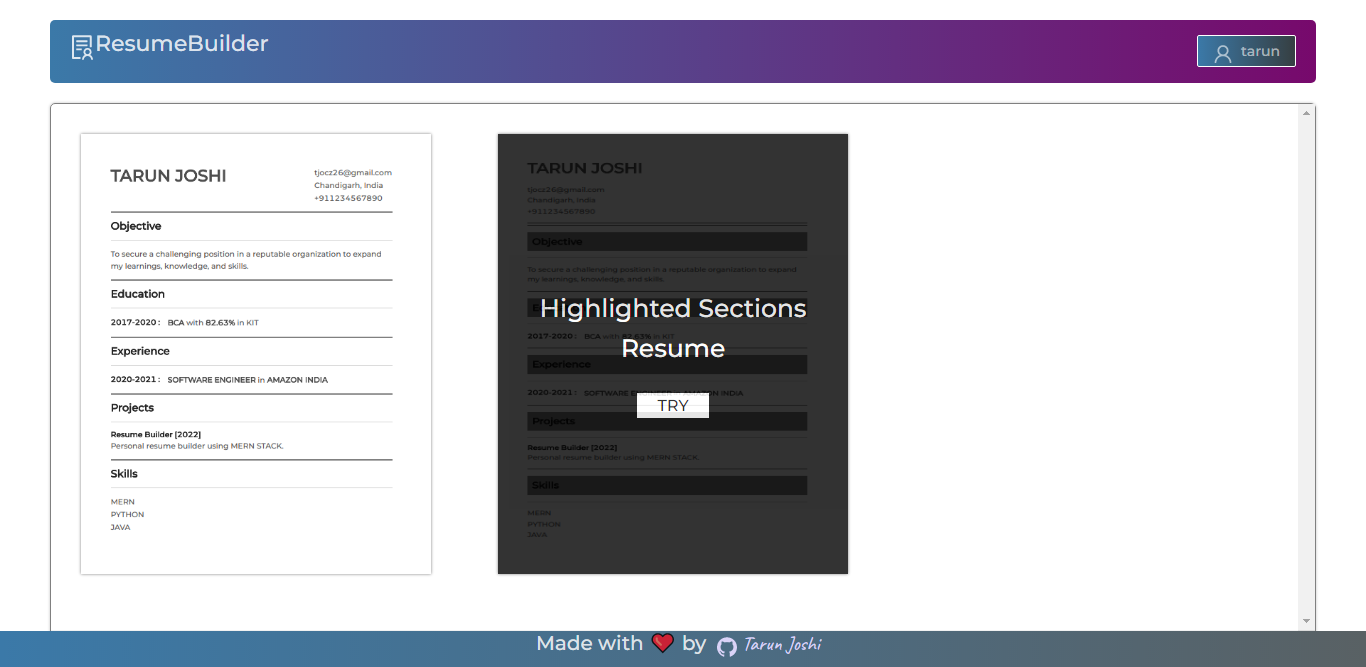 ResumeBuilder
tarun
TARUN JOSHI
tjocz26@gmail.com
Chandigarh, India
+911234567890
Objective
To secure a challenging position in a reputable organization to expand
my learnings, knowledge, and skills.
Education
2017-2020 : BCA with 82.63% in KIT
Experience
2020-2021 : SOFTWARE ENGINEER in AMAZON INDIA
Projects
Resume Builder [2022]
Personal resume builder using MERN STACK.
Skills
MERN
PYTHON
JAVA
TARUN JOSHI
tjocz26@gmail.com
Chandigarh, India
+911234567890
Objective
To secure a challenging position in a reputable organization to expand
my learnings, knowledge, and skills.
Highlighted Sections
2017-2020 : BCA with 82.63% in KIT
Resume
Experience
2020-2021 : SOFTWARE ENGINEER in AMAZON INDIA
TRY
Projects
Resume Builder [2022]
Personal resume builder using MERN STACK.
Skills
MERN
PYTHON
JAVA
Made with ❤️ by Tarun Joshi